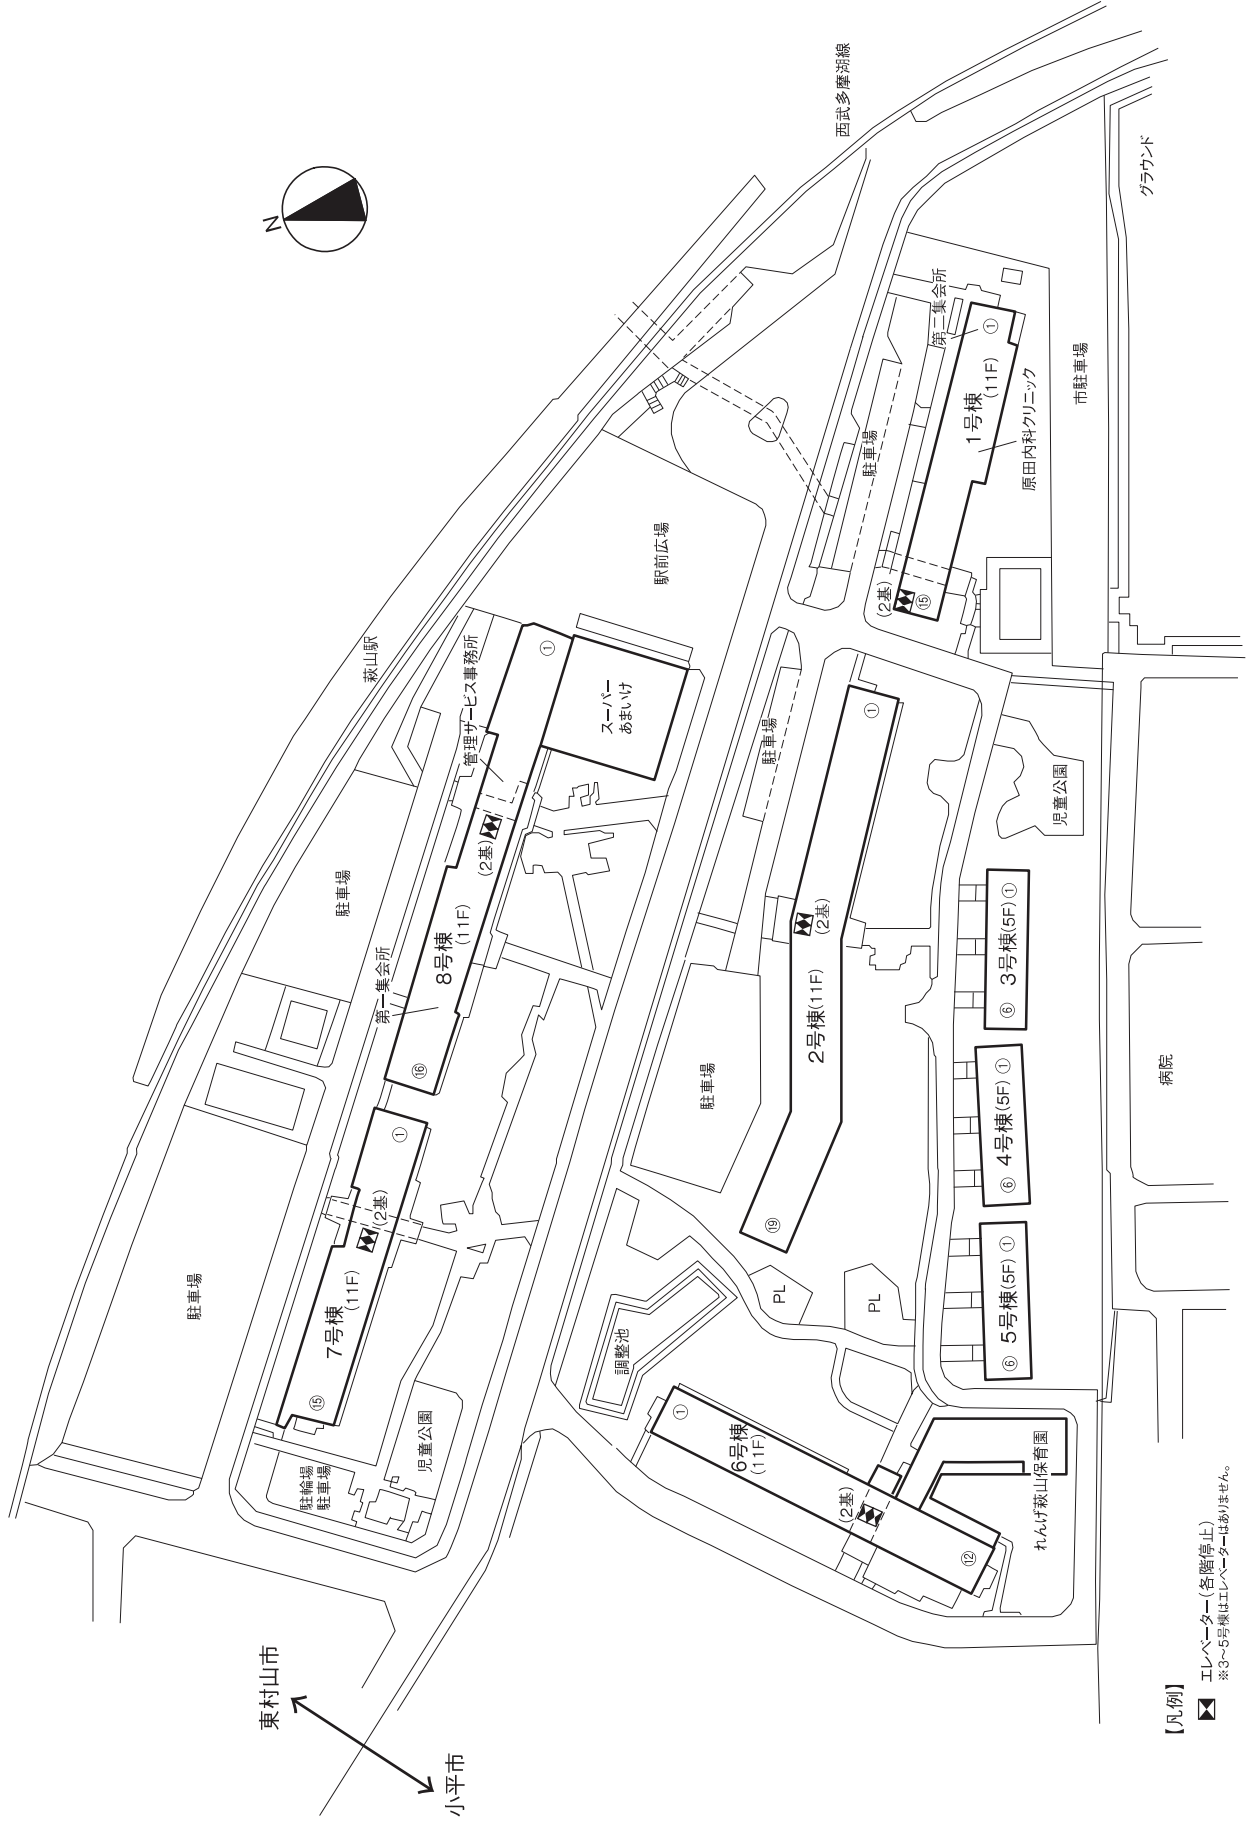 西武多摩湖線
グラウンド
N
第二集会所
①
1号棟
(11F)
原田内科クリニック
市駐車場
駐車場
(2基)
⑮
駅前広場
萩山駅
管理サービス事務所
①
スーパー
あまいけ
(2基)
8号棟
(11F)
第一集会所
⑯
駐車場
駐車場
①
2号棟(11F)
(2基)
⑲
駐車場
児童公園
3号棟(5F)
①
⑥
4号棟(5F)
①
⑥
5号棟(5F)
①
⑥
病院
①
7号棟
(11F)
(2基)
⑮
駐車場
駐輪場
駐車場
児童公園
調整池
PL
PL
①
6号棟
(11F)
(2基)
⑫
れんげ萩山保育園
東村山市
小平市
【凡例】
エレベーター(各階停止)
※3〜5号棟はエレベーターはありません。